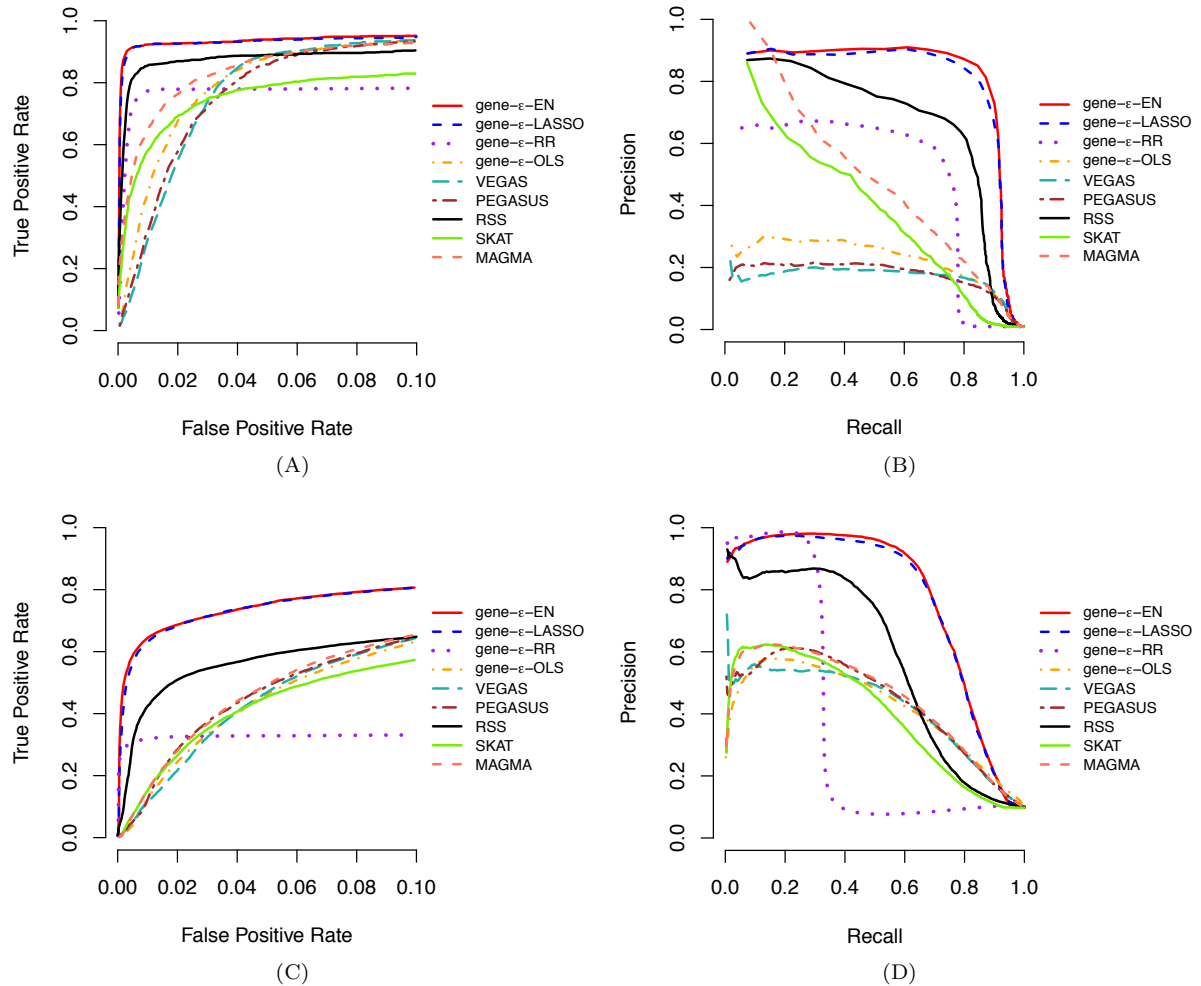 True Positive Rate
0.0 0.2 0.4 0.6 0.8 1.0
0.00 0.02 0.04 0.06 0.08 0.10
False Positive Rate
gene-ε-EN
gene-ε-LASSO
gene-ε-RR
gene-ε-OLS
VEGAS
PEGASUS
RSS
SKAT
MAGMA
(A)
Precision
0.0 0.2 0.4 0.6 0.8 1.0
0.0 0.2 0.4 0.6 0.8 1.0
Recall
gene-ε-EN
gene-ε-LASSO
gene-ε-RR
gene-ε-OLS
VEGAS
PEGASUS
RSS
SKAT
MAGMA
(B)
True Positive Rate
0.0 0.2 0.4 0.6 0.8 1.0
0.00 0.02 0.04 0.06 0.08 0.10
False Positive Rate
gene-ε-EN
gene-ε-LASSO
gene-ε-RR
gene-ε-OLS
VEGAS
PEGASUS
RSS
SKAT
MAGMA
(C)
Precision
0.0 0.2 0.4 0.6 0.8 1.0
0.0 0.2 0.4 0.6 0.8 1.0
Recall
gene-ε-EN
gene-ε-LASSO
gene-ε-RR
gene-ε-OLS
VEGAS
PEGASUS
RSS
SKAT
MAGMA
(D)